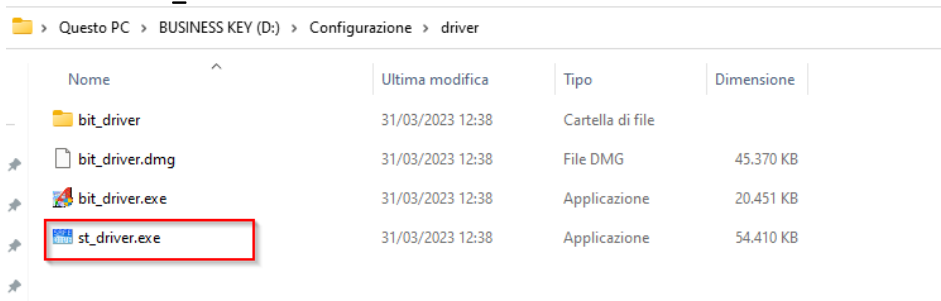 Questo PC > BUSINESS KEY (D:) > Configurazione > driver
Nome Ultima modifica Tipo Dimensione
bit_driver 31/03/2023 12:38 Cartella di file
bit_driver.dmg 31/03/2023 12:38 File DMG 45.370 KB
bit_driver.exe 31/03/2023 12:38 Applicazione 20.451 KB
st_driver.exe 31/03/2023 12:38 Applicazione 54.410 KB